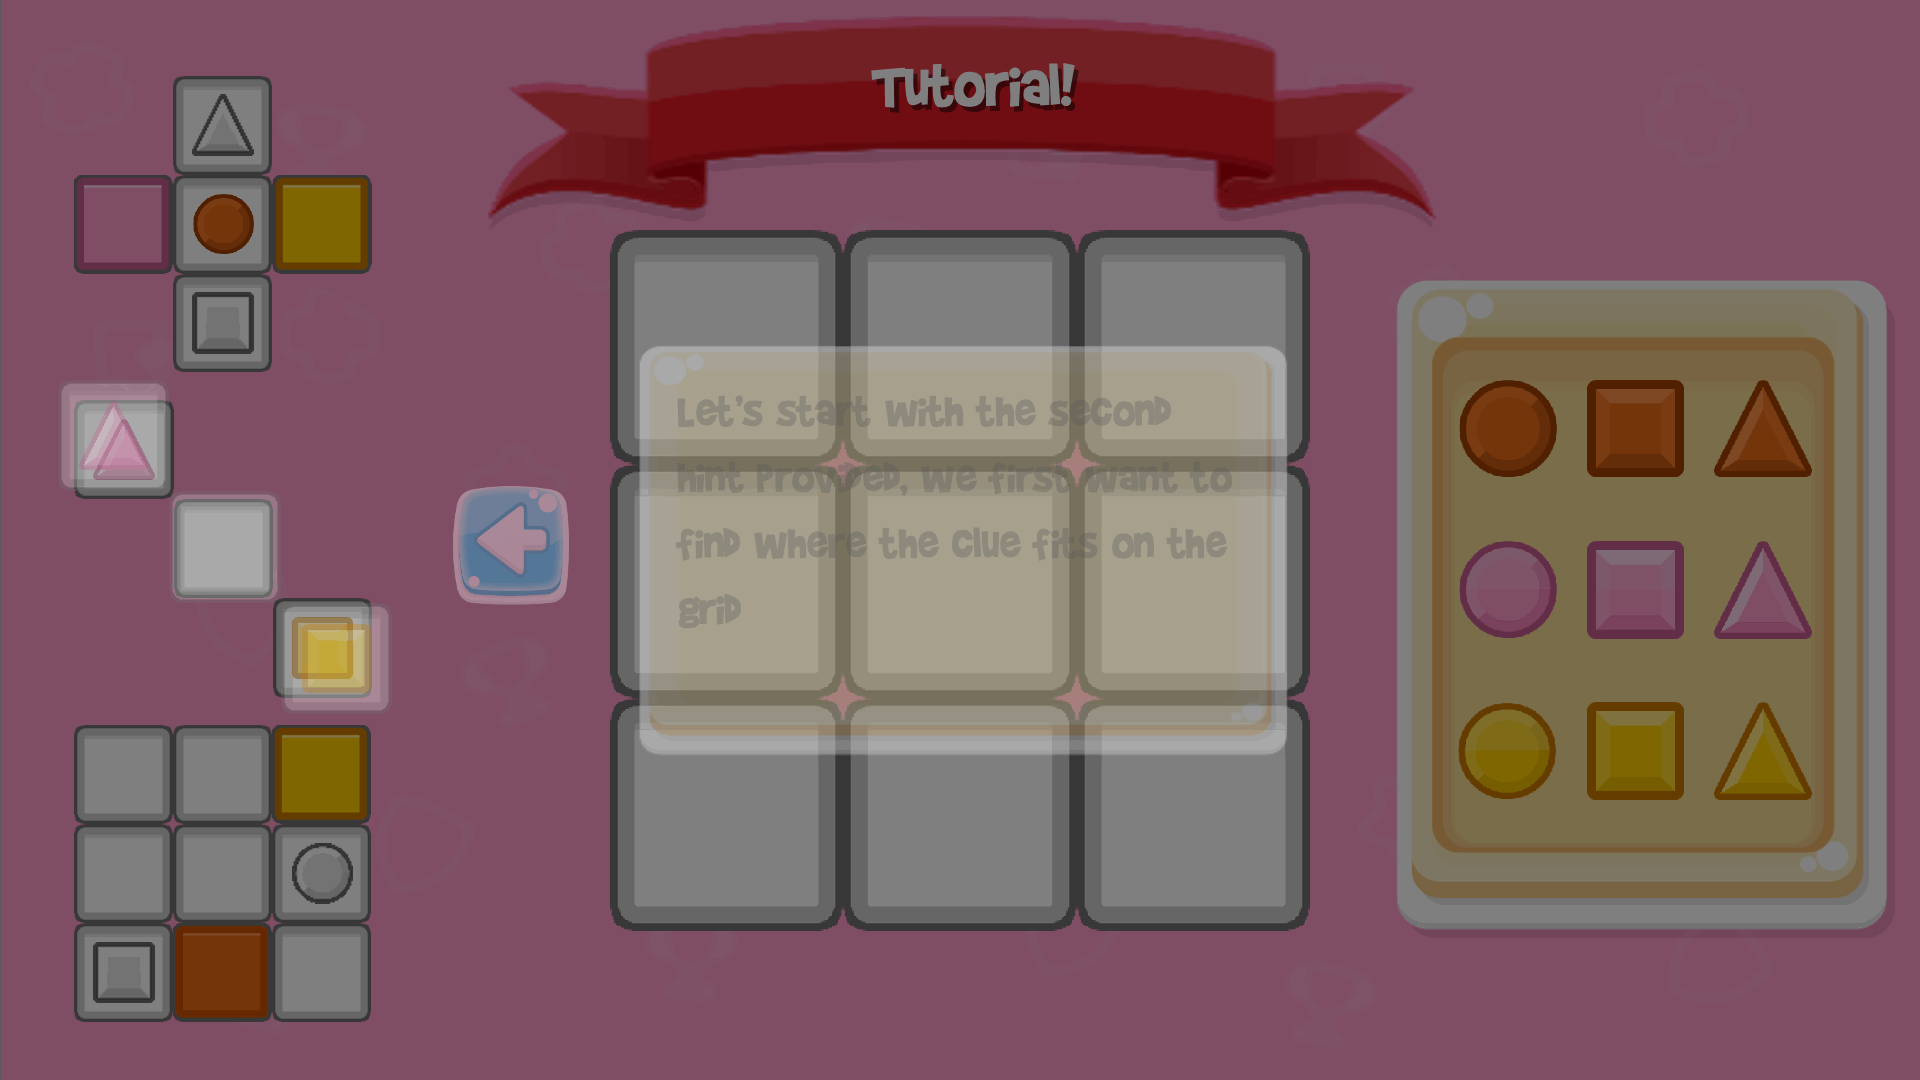 Tutorial!
Let's start with the second
hint provided, we first want to
find where the clue fits on the
grid